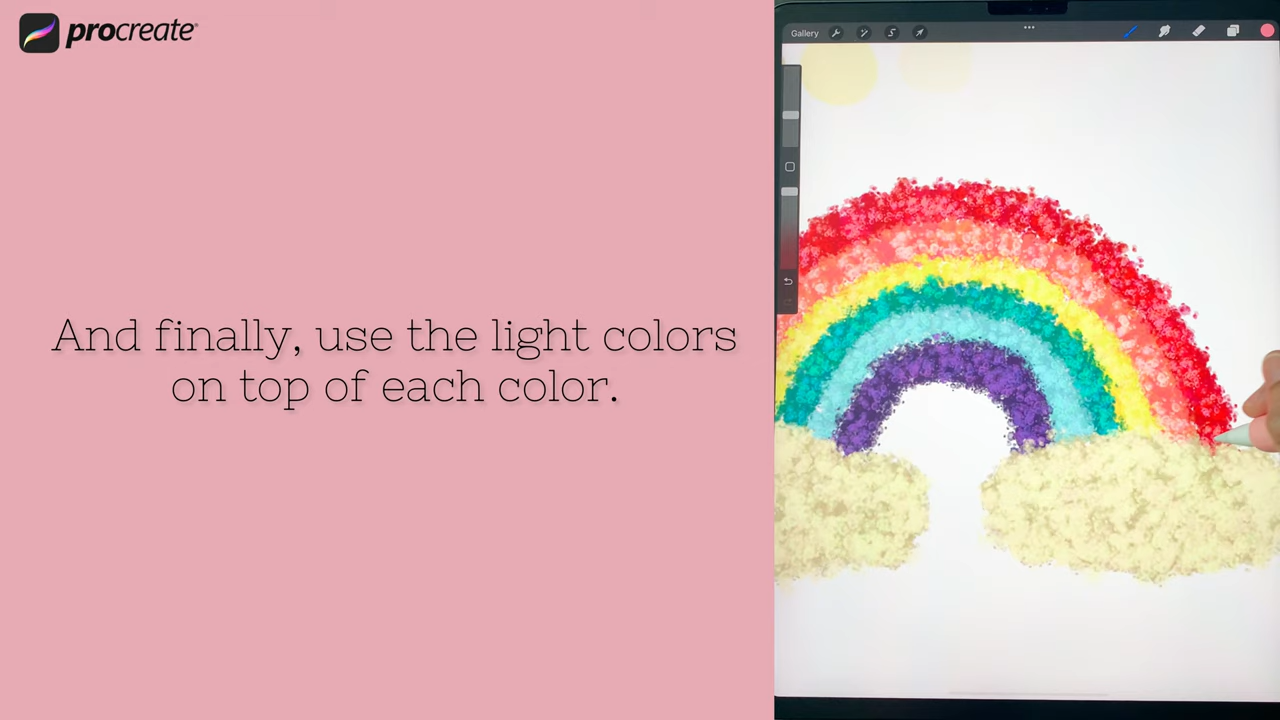 procreate®
Gallery
And finally, use the light colors
on top of each color.